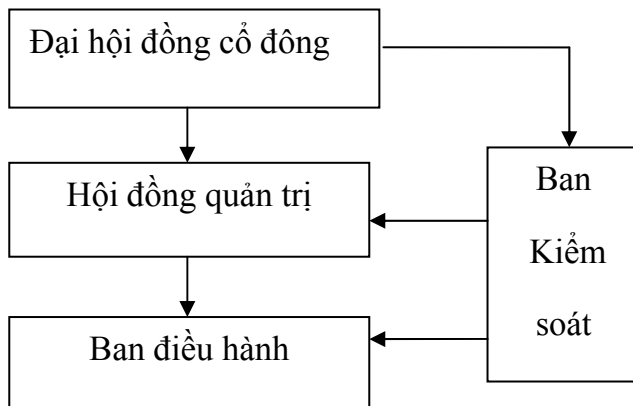 Đại hội đồng cổ đông
Hội đồng quản trị
Ban
Kiểm
soát
Ban điều hành